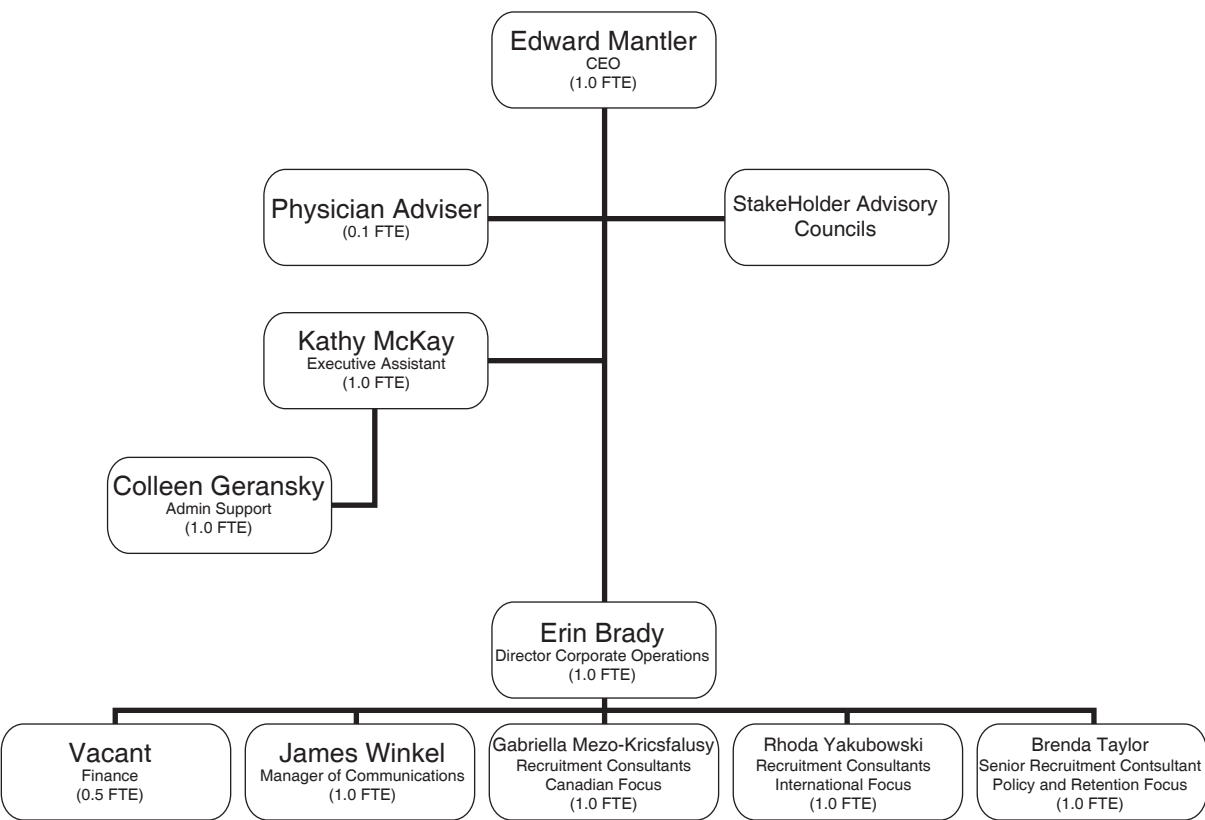 Edward Mantler
CEO
(1.0 FTE)
Physician Adviser
(0.1 FTE)
StakeHolder Advisory
Councils
Kathy McKay
Executive Assistant
(1.0 FTE)
Colleen Geransky
Admin Support
(1.0 FTE)
Erin Brady
Director Corporate Operations
(1.0 FTE)
Vacant
Finance
(0.5 FTE)
James Winkel
Manager of Communications
(1.0 FTE)
Gabriella Mezo-Kricsfalusy
Recruitment Consultants
Canadian Focus
(1.0 FTE)
Rhoda Yakubowski
Recruitment Consultants
International Focus
(1.0 FTE)
Brenda Taylor
Senior Recruitment Contsultant
Policy and Retention Focus
(1.0 FTE)